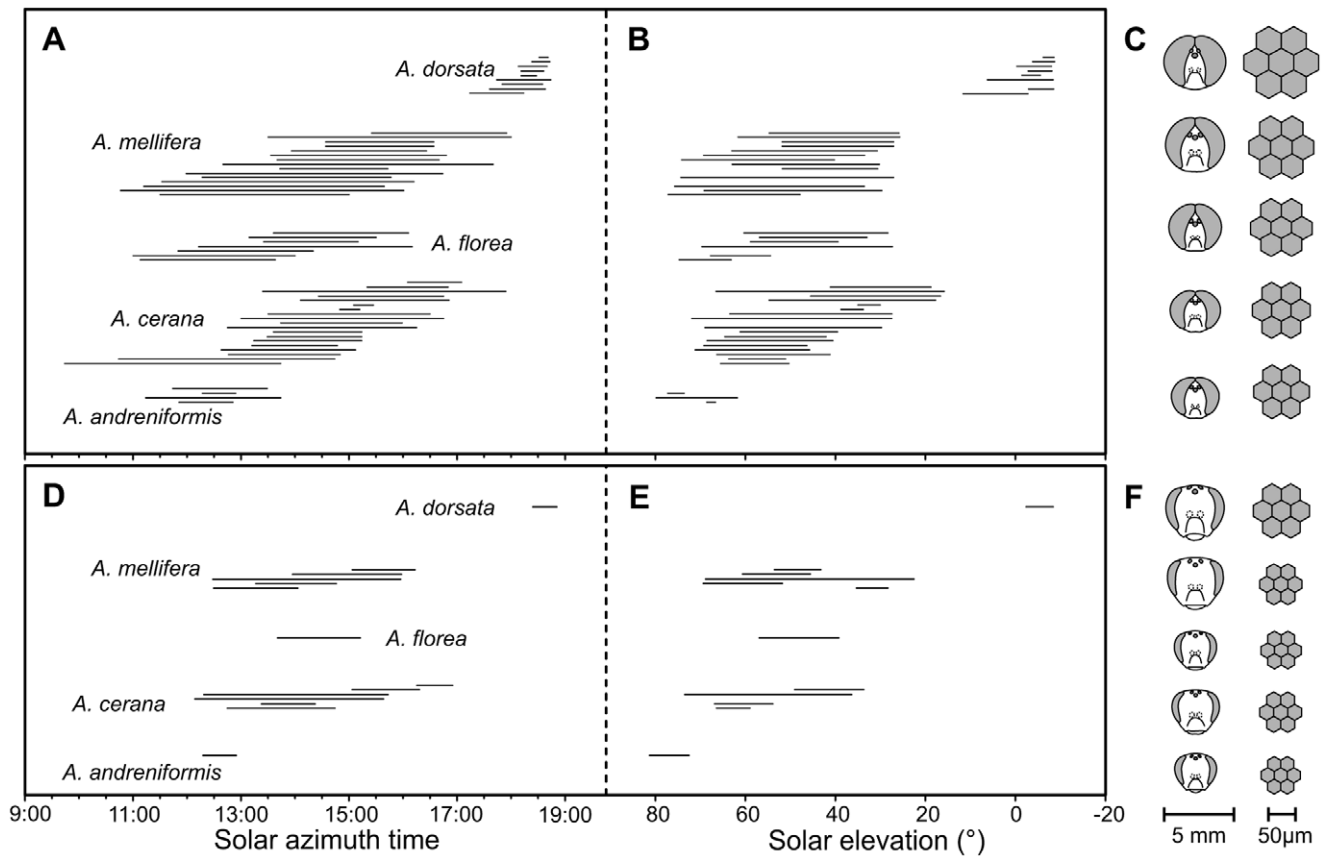 A
B
C
A. dorsata
A. mellifera
A. florea
A. cerana
A. andreniformis
D
E
F
A. dorsata
A. mellifera
A. florea
A. cerana
A. andreniformis
9:00 11:00 13:00 15:00 17:00 19:00 80 60 40 20 0 -20
Solar azimuth time
Solar elevation (°)
5 mm
50µm